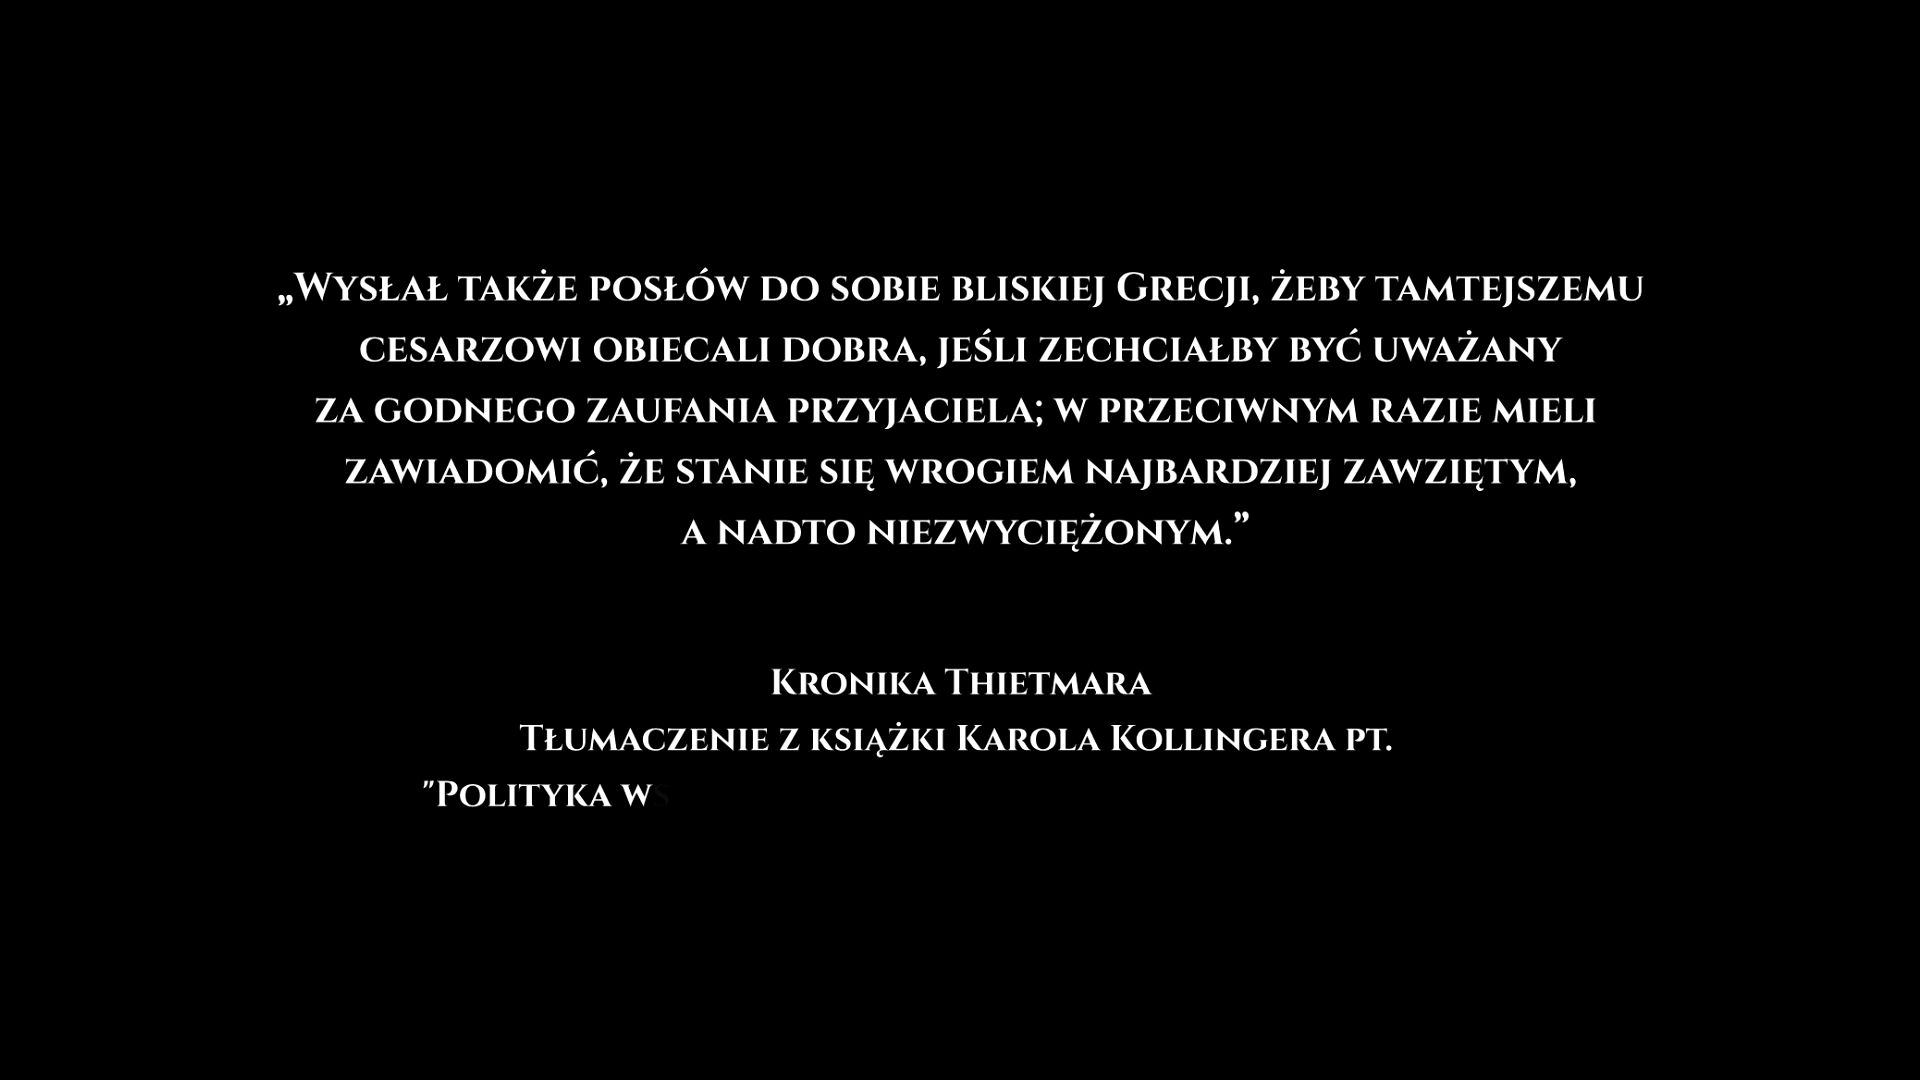 „Wysłał także posłów do sobie bliskiej Grecji, żeby tamtejszemu
cesarzowi obiecali dobra, jeśli zechciałby być uważany
za godnego zaufania przyjaciela; w przeciwnym razie mieli
zawiadomić, że stanie się wrogiem najbardziej zawziętym,
a nadto niezwyciężonym.”
Kronika Thietmara
Tłumaczenie z książki Karola Kollingera pt.
"Polityka ws